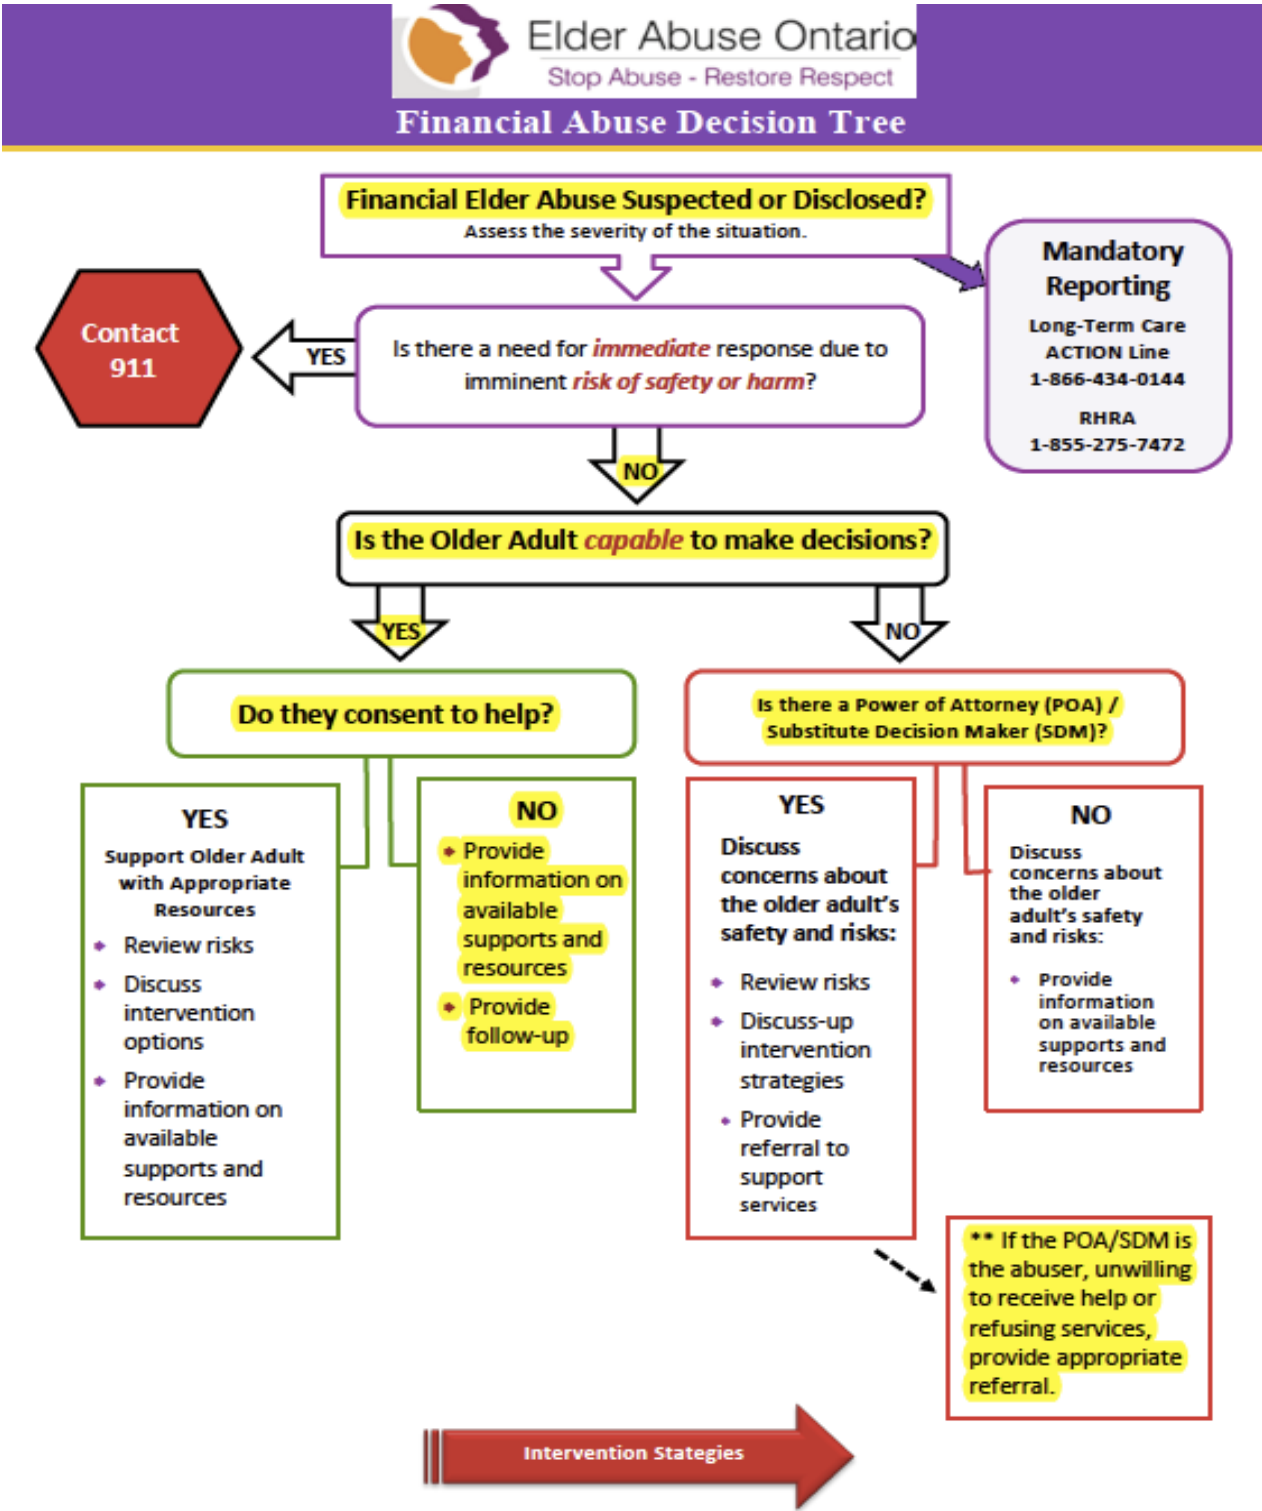 Elder Abuse Ontario
Stop Abuse - Restore Respect
Financial Abuse Decision Tree
Financial Elder Abuse Suspected or Disclosed?
Assess the severity of the situation.
Mandatory
Reporting
Long-Term Care
ACTION Line
1-866-434-0144
RHRA
1-855-275-7472
Contact
911
YES
Is there a need for immediate response due to
imminent risk of safety or harm?
NO
Is the Older Adult capable to make decisions?
YES
NO
Do they consent to help?
YES
Support Older Adult
with Appropriate
Resources
Review risks
Discuss
intervention
options
Provide
information on
available
supports and
resources
NO
Provide
information on
available
supports and
resources
Provide
follow-up
Is there a Power of Attorney (POA) /
Substitute Decision Maker (SDM)?
YES
Discuss
concerns about
the older adult's
safety and risks:
Review risks
Discuss-up
intervention
strategies
Provide
referral to
support
services
NO
Discuss
concerns about
the older
adult's safety
and risks:
Provide
information
on available
supports and
resources
** If the POA/SDM is
the abuser, unwilling
to receive help or
refusing services,
provide appropriate
referral.
Intervention Stategies